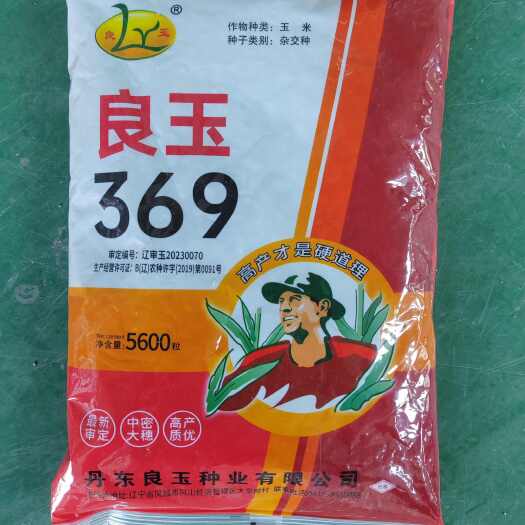 良 LY 玉 ®
作物种类：玉 米
种子类别：杂交种
良玉
369
审定编号：辽审玉20230070
生产经营许可证：B(辽)农种许字(2019)第0091号
高产才是硬道理
Net content
净含量：5600粒
最新
审定
中密
大穗
高产
质优
丹东良玉种业有限公司